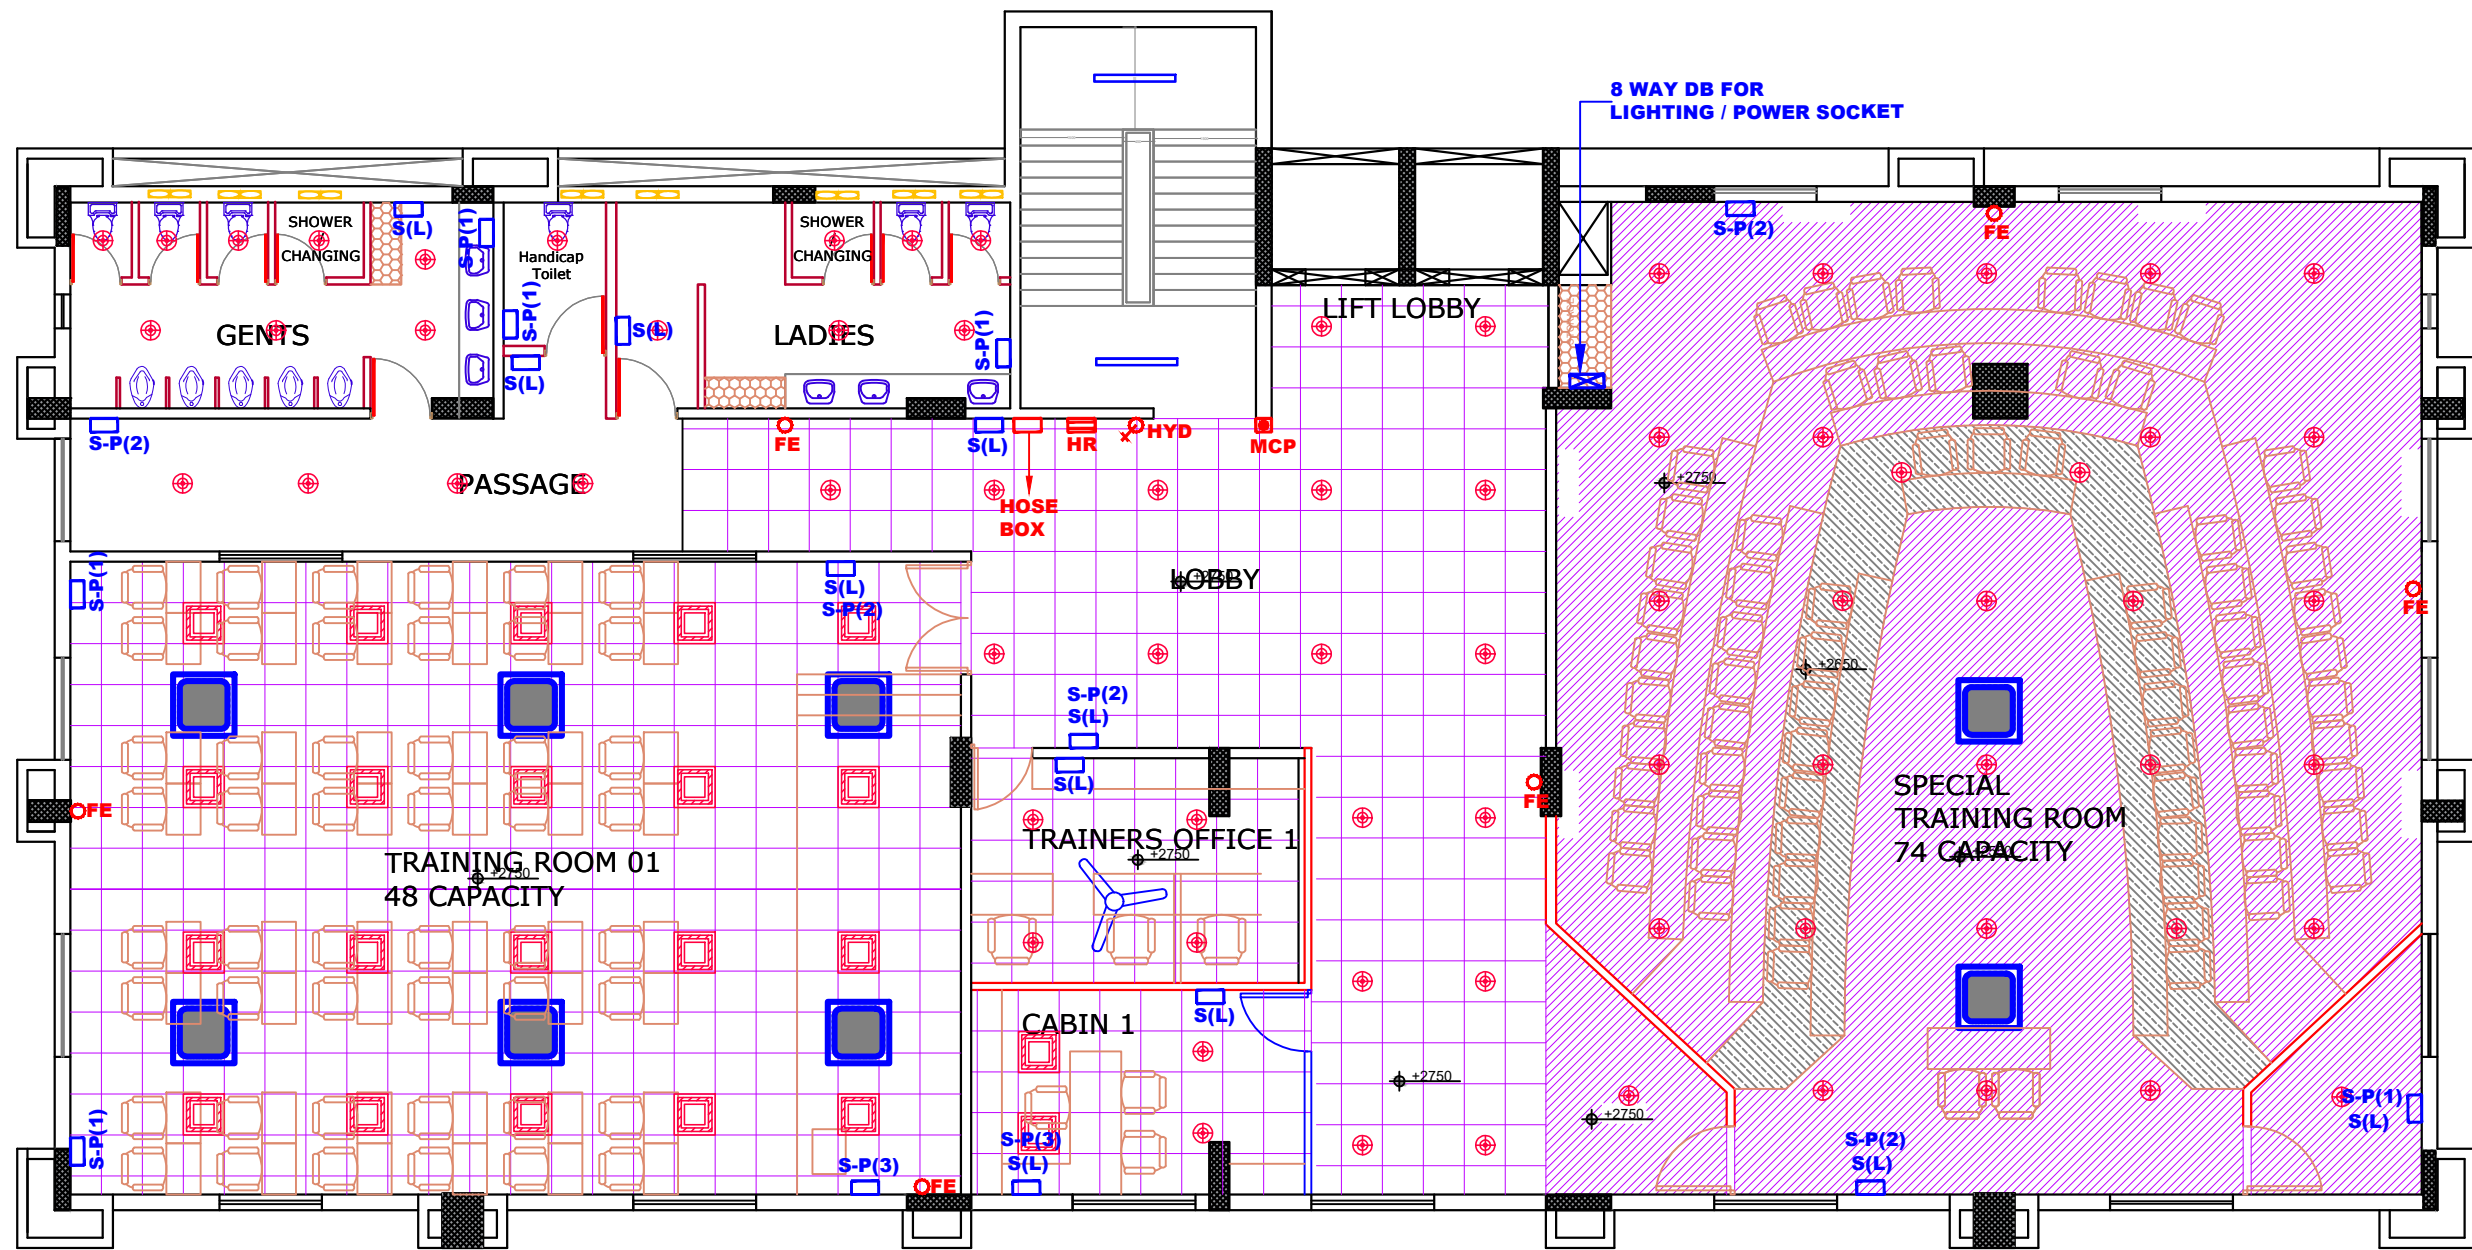 8 WAY DB FOR
LIGHTING / POWER SOCKET
SHOWER
CHANGING
S(L)
S-P(1)
Handicap
Toilet
SHOWER
CHANGING
S-P(2)
FE
GENTS
S-P(1)
S(L)
S(L)
LADIES
S-P(1)
LIFT LOBBY
S-P(2)
FE
S(L)
HR
HYD
MCP
PASSAGE
HOSE
BOX
+2750
S-P(1)
S(L)
S-P(2)
LOBBY
+2750
FE
+2650
S-P(2)
S(L)
S(L)
FE
FE
TRAINERS OFFICE 1
+2750
SPECIAL
TRAINING ROOM
74 CAPACITY
TRAINING ROOM 01
+2750
48 CAPACITY
S(L)
CABIN 1
+2750
+2750
S-P(1)
S(L)
S-P(1)
S-P(3)
S(L)
S-P(3)
FE
S-P(2)
S(L)